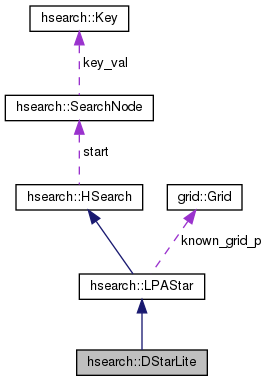 hsearch::Key
key_val
hsearch::SearchNode
start
hsearch::HSearch
grid::Grid
known_grid_p
hsearch::LPAStar
hsearch::DStarLite